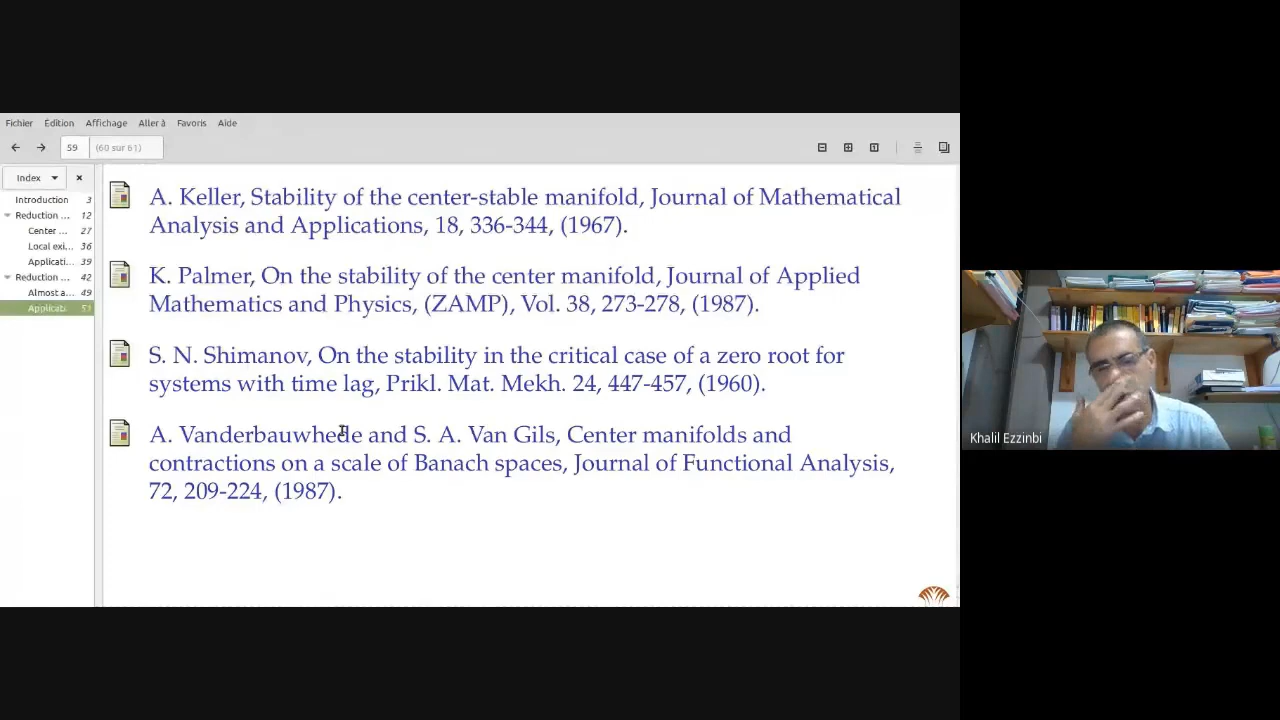 Fichier Édition Affichage Aller à Favoris Aide
59 (60 sur 61)
Index
Introduction 3
Reduction ... 12
Center ... 27
Local exi... 36
Applicati... 39
Reduction ... 42
Almost a... 49
Applicati 51
A. Keller, Stability of the center-stable manifold, Journal of Mathematical
Analysis and Applications, 18, 336-344, (1967).
K. Palmer, On the stability of the center manifold, Journal of Applied
Mathematics and Physics, (ZAMP), Vol. 38, 273-278, (1987).
S. N. Shimanov, On the stability in the critical case of a zero root for
systems with time lag, Prikl. Mat. Mekh. 24, 447-457, (1960).
A. Vanderbauwhede and S. A. Van Gils, Center manifolds and
contractions on a scale of Banach spaces, Journal of Functional Analysis,
72, 209-224, (1987).
Khalil Ezzinbi